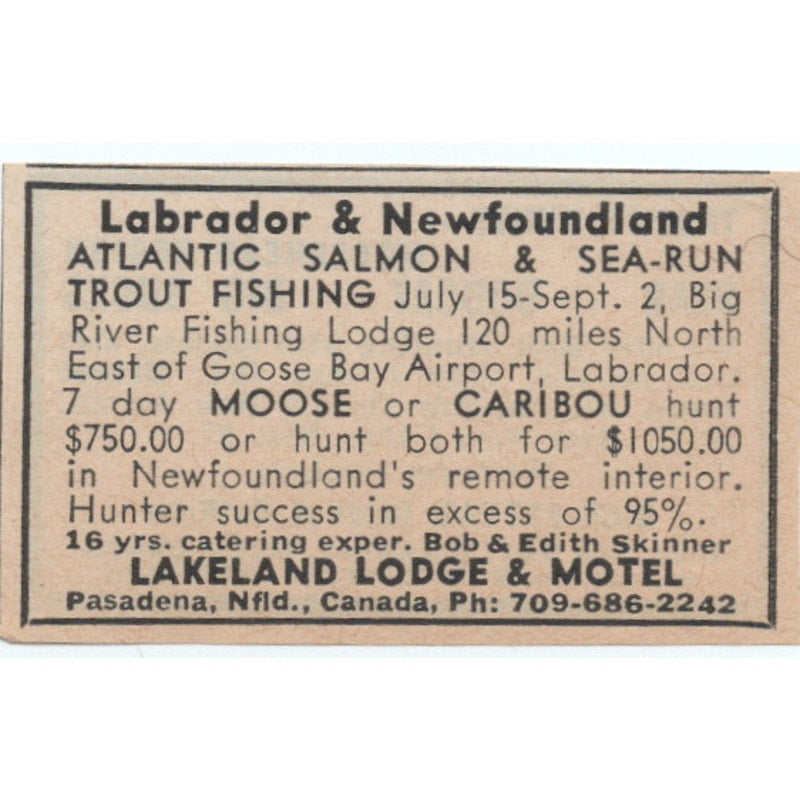 Labrador & Newfoundland
ATLANTIC SALMON & SEA-RUN
TROUT FISHING July 15-Sept. 2, Big
River Fishing Lodge 120 miles North
East of Goose Bay Airport, Labrador.
7 day MOOSE or CARIBOU hunt
$750.00 or hunt both for $1050.00
in Newfoundland's remote interior.
Hunter success in excess of 95%.
16 yrs. catering exper. Bob & Edith Skinner
LAKELAND LODGE & MOTEL
Pasadena, Nfld., Canada, Ph: 709-686-2242